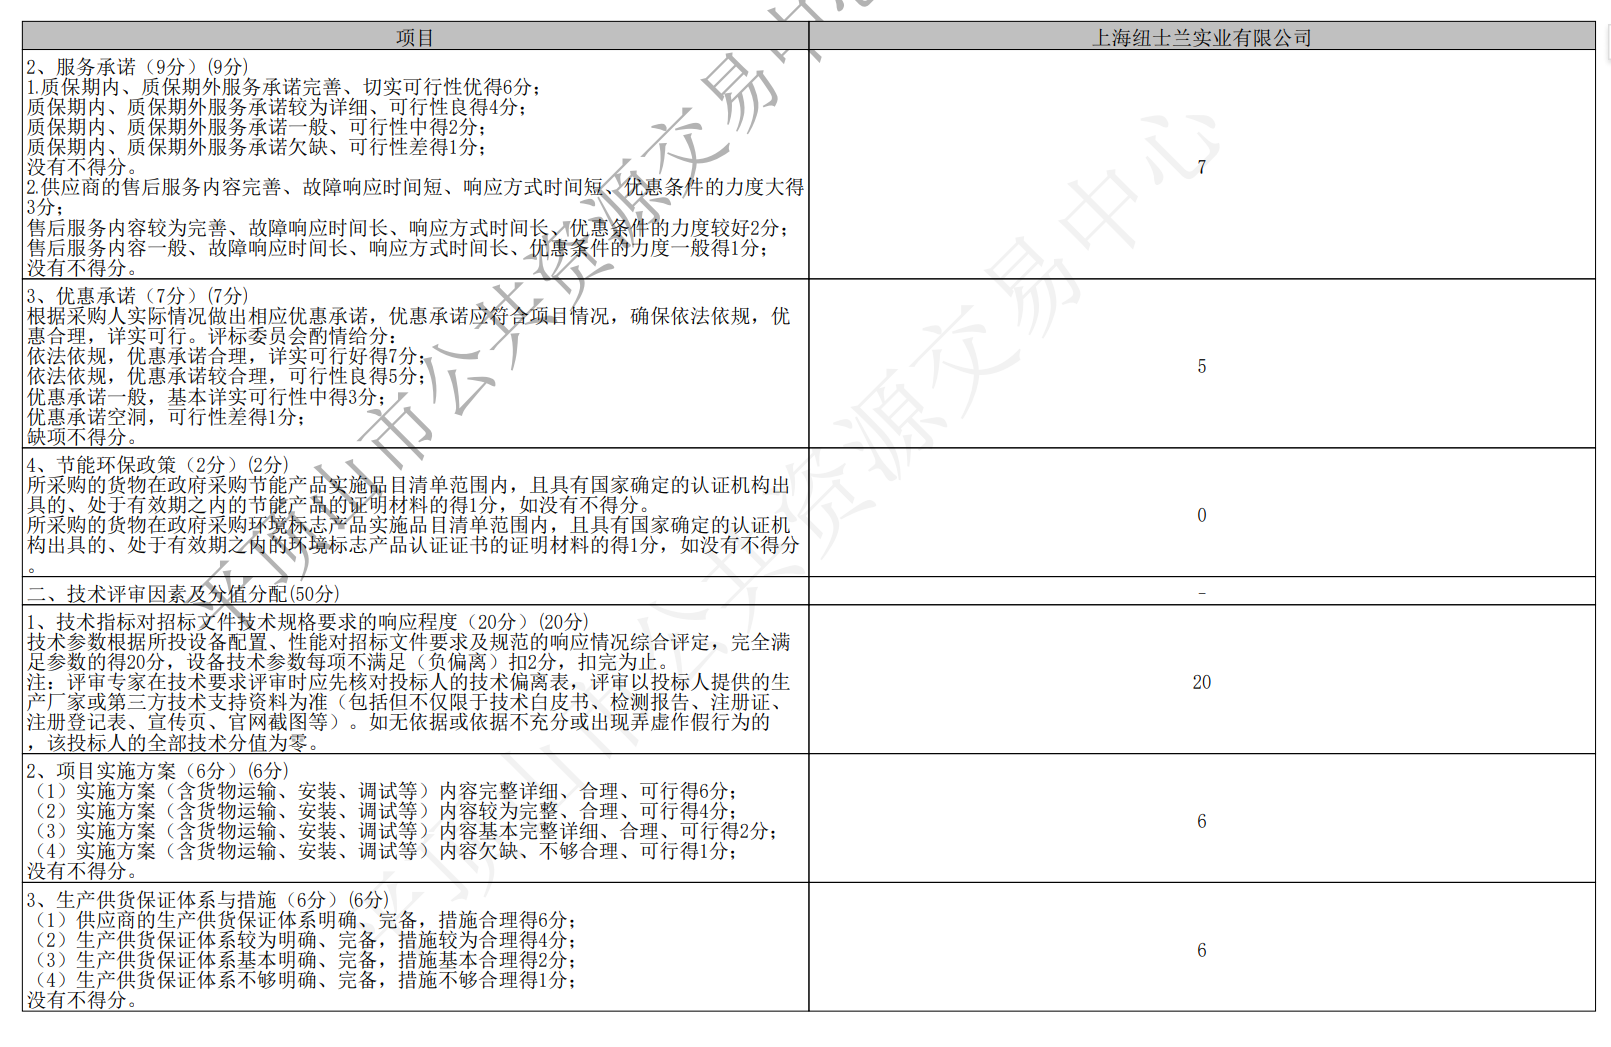 项目
上海纽士兰实业有限公司
2、服务承诺（9分）(9分)
1.质保期内、质保期外服务承诺完善、切实可行性优得6分；
质保期内、质保期外服务承诺较为详细、可行性良得4分；
质保期内、质保期外服务承诺一般、可行性中得2分；
质保期内、质保期外服务承诺欠缺、可行性差得1分；
没有不得分。
2.供应商的售后服务内容完善、故障响应时间短、响应方式时间短、优惠条件的力度大得
3分；
售后服务内容较为完善、故障响应时间长、响应方式时间长、优惠条件的力度较好2分；
售后服务内容一般、故障响应时间长、响应方式时间长、优惠条件的力度一般得1分；
没有不得分。
7
3、优惠承诺（7分）(7分)
根据采购人实际情况做出相应优惠承诺，优惠承诺应符合项目情况，确保依法依规，优
惠合理，详实可行。评标委员会酌情给分：
依法依规，优惠承诺合理，详实可行好得7分；
依法依规，优惠承诺较合理，可行性良得5分；
优惠承诺一般，基本详实可行性中得3分；
优惠承诺空洞，可行性差得1分；
缺项不得分。
5
4、节能环保政策（2分）(2分)
所采购的货物在政府采购节能产品实施品目清单范围内，且具有国家确定的认证机构出
具的、处于有效期之内的节能产品的证明材料的得1分，如没有不得分。
所采购的货物在政府采购环境标志产品实施品目清单范围内，且具有国家确定的认证机
构出具的、处于有效期之内的环境标志产品认证证书的证明材料的得1分，如没有不得分
。
0
二、技术评审因素及分值分配(50分)
-
1、技术指标对招标文件技术规格要求的响应程度（20分）(20分)
技术参数根据所投设备配置、性能对招标文件要求及规范的响应情况综合评定，完全满
足参数的得20分，设备技术参数每项不满足（负偏离）扣2分，扣完为止。
注：评审专家在技术要求评审时应先核对投标人的技术偏离表，评审以投标人提供的生
产厂家或第三方技术支持资料为准（包括但不仅限于技术白皮书、检测报告、注册证、
注册登记表、宣传页、官网截图等）。如无依据或依据不充分或出现弄虚作假行为的
，该投标人的全部技术分值为零。
20
2、项目实施方案（6分）(6分)
（1）实施方案（含货物运输、安装、调试等）内容完整详细、合理、可行得6分；
（2）实施方案（含货物运输、安装、调试等）内容较为完整、合理、可行得4分；
（3）实施方案（含货物运输、安装、调试等）内容基本完整详细、合理、可行得2分；
（4）实施方案（含货物运输、安装、调试等）内容欠缺、不够合理、可行得1分；
没有不得分。
6
3、生产供货保证体系与措施（6分）(6分)
（1）供应商的生产供货保证体系明确、完备，措施合理得6分；
（2）生产供货保证体系较为明确、完备，措施较为合理得4分；
（3）生产供货保证体系基本明确、完备，措施基本合理得2分；
（4）生产供货保证体系不够明确、完备，措施不够合理得1分；
没有不得分。
6
平顶山市公共资源交易中心
平顶山市公共资源交易中心